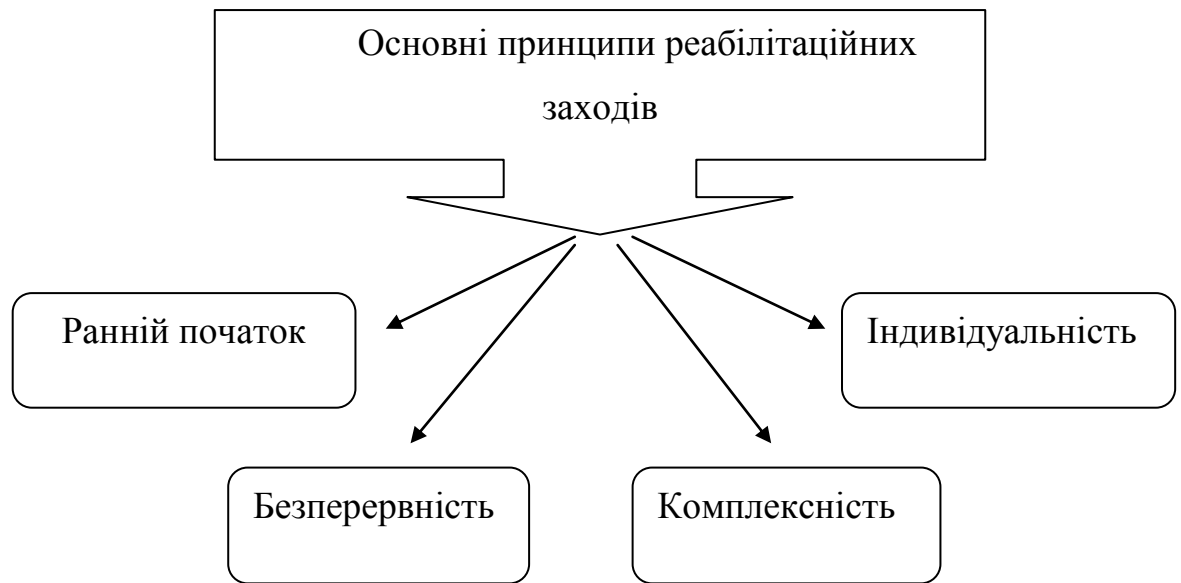 Основні принципи реабілітаційних
заходів
Ранній початок
Індивідуальність
Безперервність
Комплексність